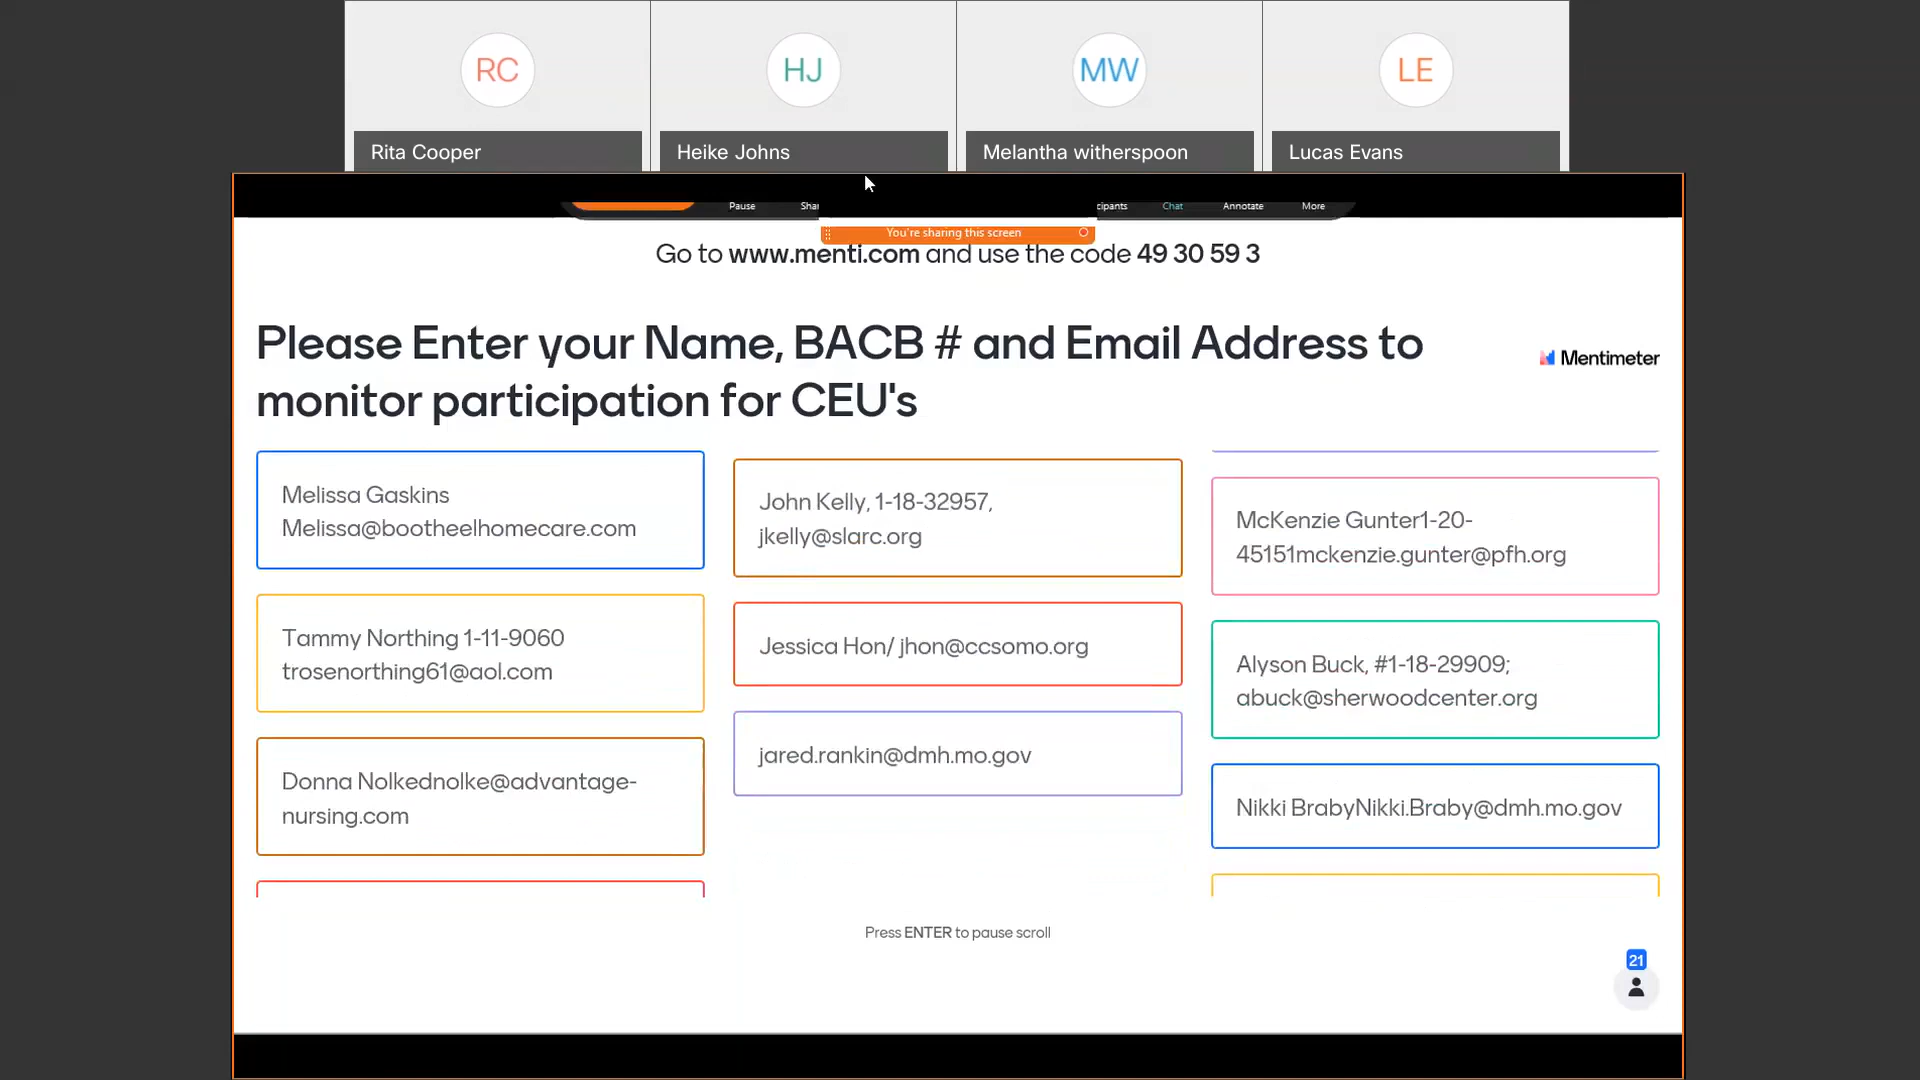 RC
HJ
MW
LE
Rita Cooper
Heike Johns
Melantha witherspoon
Lucas Evans
Pause
Chat
Annotate
More
You're sharing this screen
Go to www.menti.com and use the code 49 30 59 3
Please Enter your Name, BACB # and Email Address to
monitor participation for CEU's
Mentimeter
Melissa Gaskins
Melissa@bootheelhomecare.com
Tammy Northing 1-11-9060
trosenorthing61@aol.com
Donna Nolkednolke@advantage-
nursing.com
John Kelly, 1-18-32957,
jkelly@slarc.org
Jessica Hon/ jhon@ccsomo.org
jared.rankin@dmh.mo.gov
McKenzie Gunter1-20-
45151mckenzie.gunter@pfh.org
Alyson Buck, #1-18-29909;
abuck@sherwoodcenter.org
Nikki BrabyNikki.Braby@dmh.mo.gov
Press ENTER to pause scroll
21